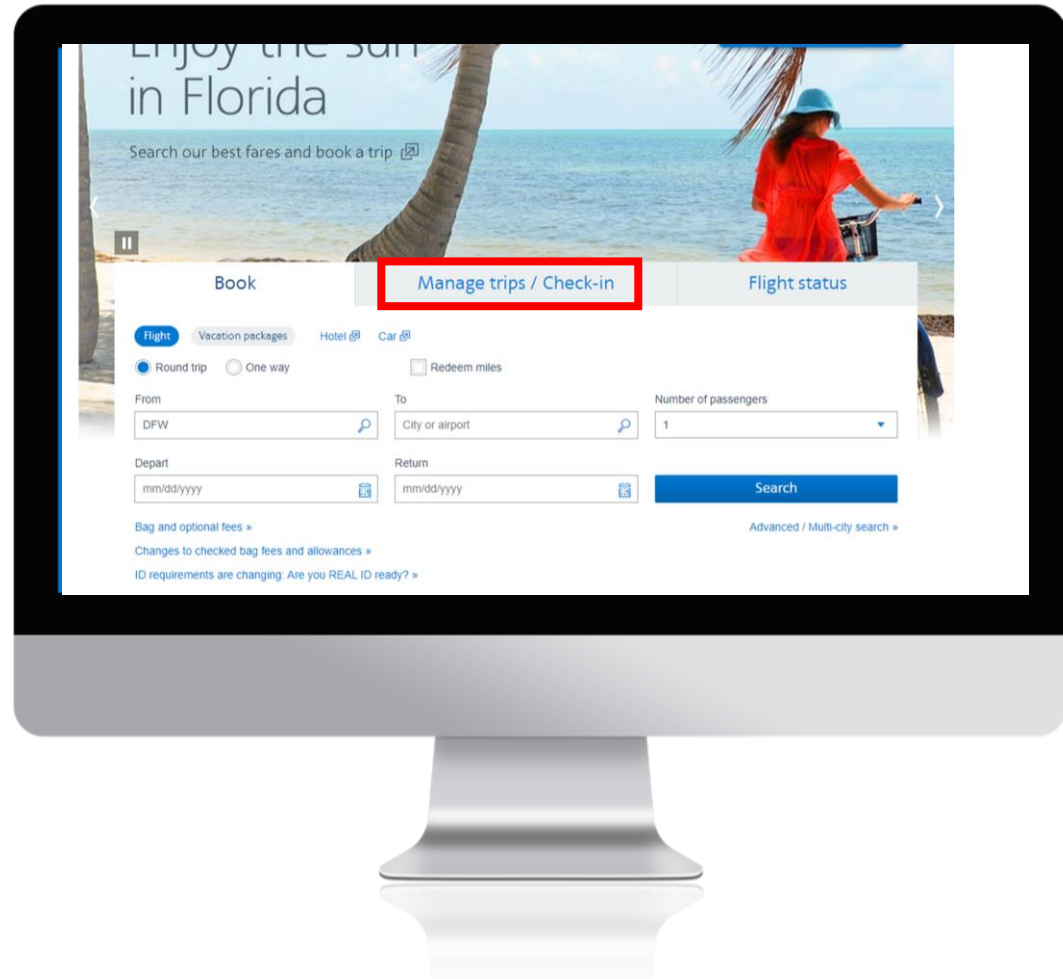 Enjoy the sun
in Florida
Search our best fares and book a trip
Book Manage trips / Check-in Flight status
Flight Vacation packages Hotel Car
Round trip One way Redeem miles
From To Number of passengers
DFW City or airport 1
Depart Return
mm/dd/yyyy mm/dd/yyyy Search
Bag and optional fees » Advanced / Multi-city search »
Changes to checked bag fees and allowances »
ID requirements are changing: Are you REAL ID ready? »